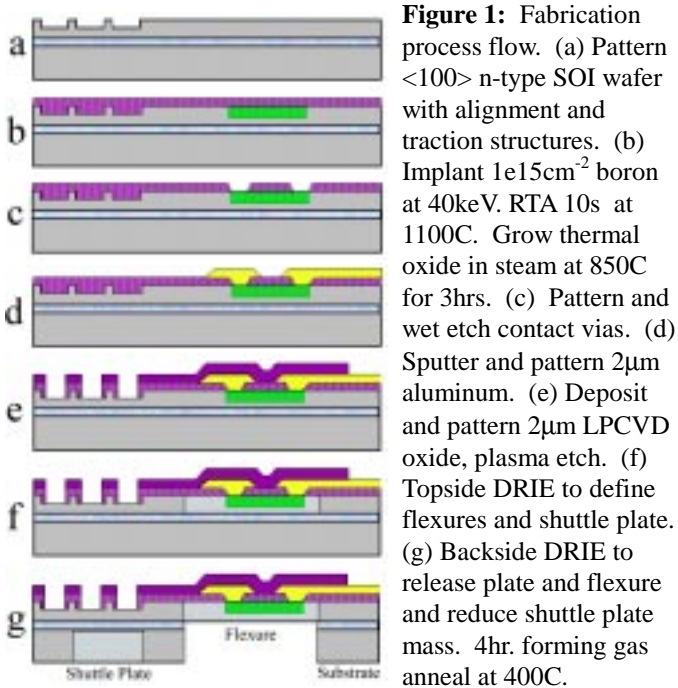 a
b
c
d
e
f
g
Flexure
Shuttle Plate
Substrate
Figure 1: Fabrication
process flow. (a) Pattern
<100> n-type SOI wafer
with alignment and
traction structures. (b)
Implant 1e15cm⁻² boron
at 40keV. RTA 10s at
1100C. Grow thermal
oxide in steam at 850C
for 3hrs. (c) Pattern and
wet etch contact vias. (d)
Sputter and pattern 2μm
aluminum. (e) Deposit
and pattern 2μm LPCVD
oxide, plasma etch. (f)
Topside DRIE to define
flexures and shuttle plate.
(g) Backside DRIE to
release plate and flexure
and reduce shuttle plate
mass. 4hr. forming gas
anneal at 400C.